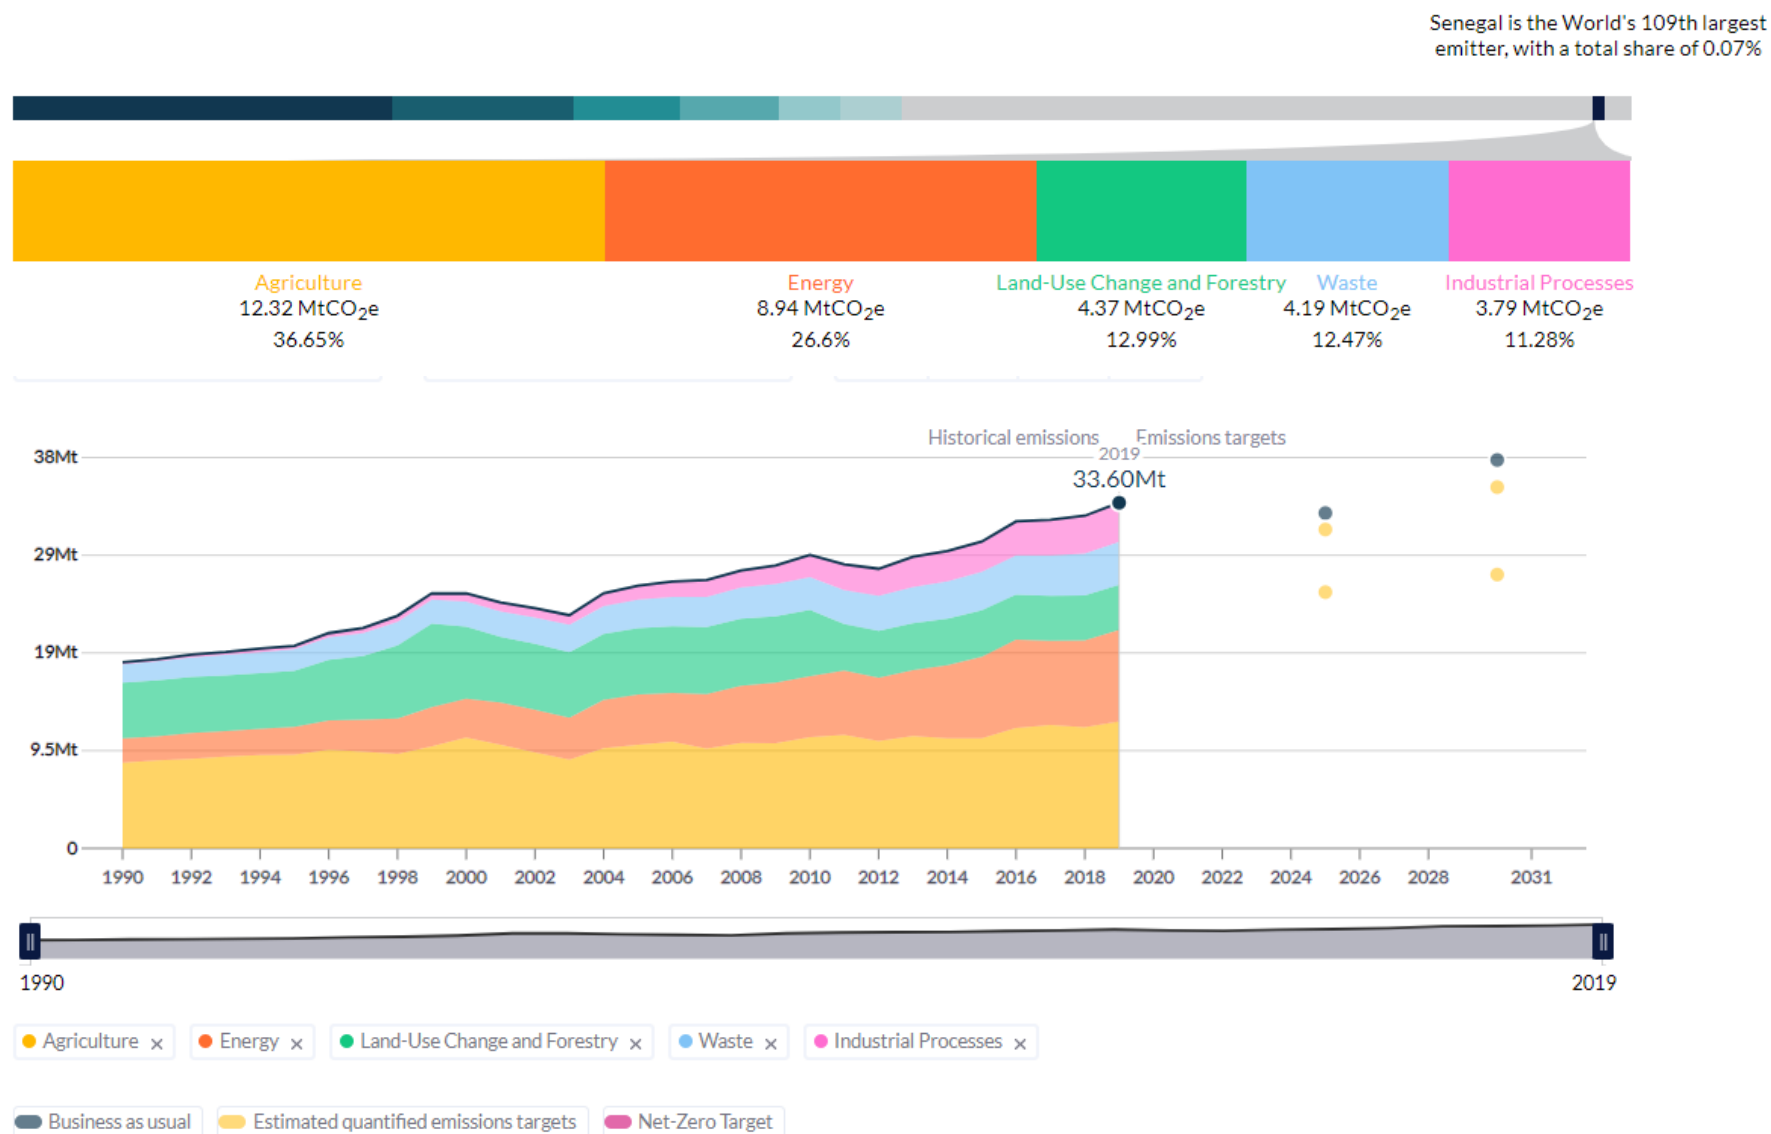 Senegal is the World's 109th largest
emitter, with a total share of 0.07%
Agriculture
12.32 MtCO₂e
36.65%
Energy
8.94 MtCO₂e
26.6%
Land-Use Change and Forestry
4.37 MtCO₂e
12.99%
Waste
4.19 MtCO₂e
12.47%
Industrial Processes
3.79 MtCO₂e
11.28%
Historical emissions
Emissions targets
2019
33.60Mt
38Mt
29Mt
19Mt
9.5Mt
0
1990 1992 1994 1996 1998 2000 2002 2004 2006 2008 2010 2012 2014 2016 2018 2020 2022 2024 2026 2028 2031
1990 2019
Agriculture × Energy × Land-Use Change and Forestry × Waste × Industrial Processes ×
Business as usual Estimated quantified emissions targets Net-Zero Target